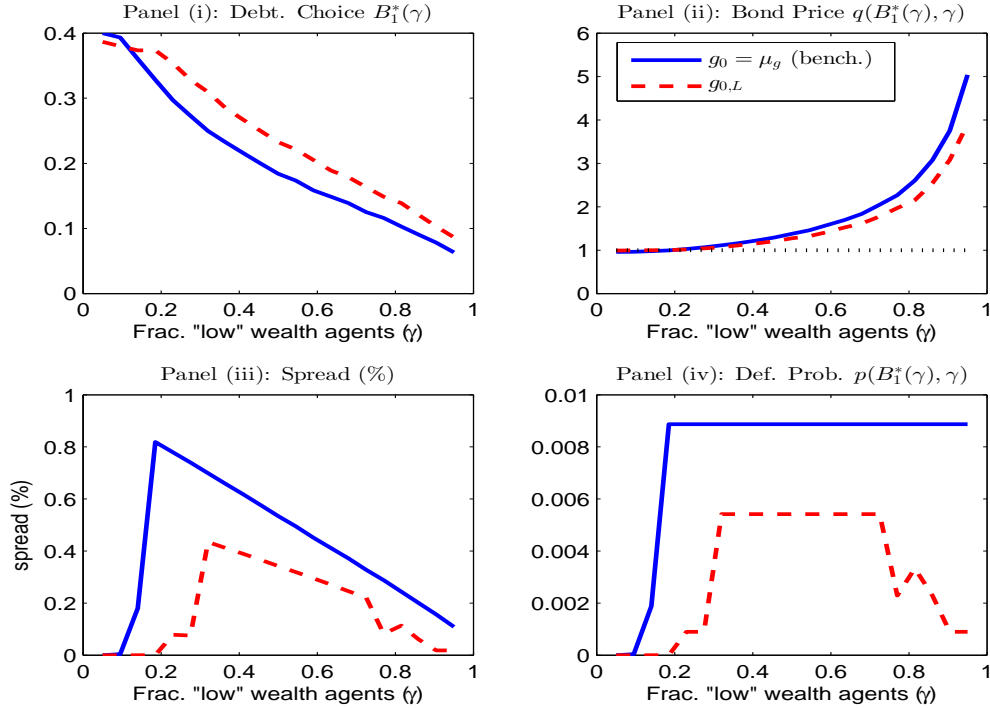 Panel (i): Debt. Choice B₁*(γ)
0.4
0.3
0.2
0.1
0
0 0.2 0.4 0.6 0.8 1
Frac. "low" wealth agents (γ)
Panel (ii): Bond Price q(B₁*(γ), γ)
6
5
4
3
2
1
0
g₀ = μ_g (bench.)
g₀,L
0 0.2 0.4 0.6 0.8 1
Frac. "low" wealth agents (γ)
Panel (iii): Spread (%)
spread (%)
1
0.8
0.6
0.4
0.2
0
0 0.2 0.4 0.6 0.8 1
Frac. "low" wealth agents (γ)
Panel (iv): Def. Prob. p(B₁*(γ), γ)
0.01
0.008
0.006
0.004
0.002
0
0 0.2 0.4 0.6 0.8 1
Frac. "low" wealth agents (γ)